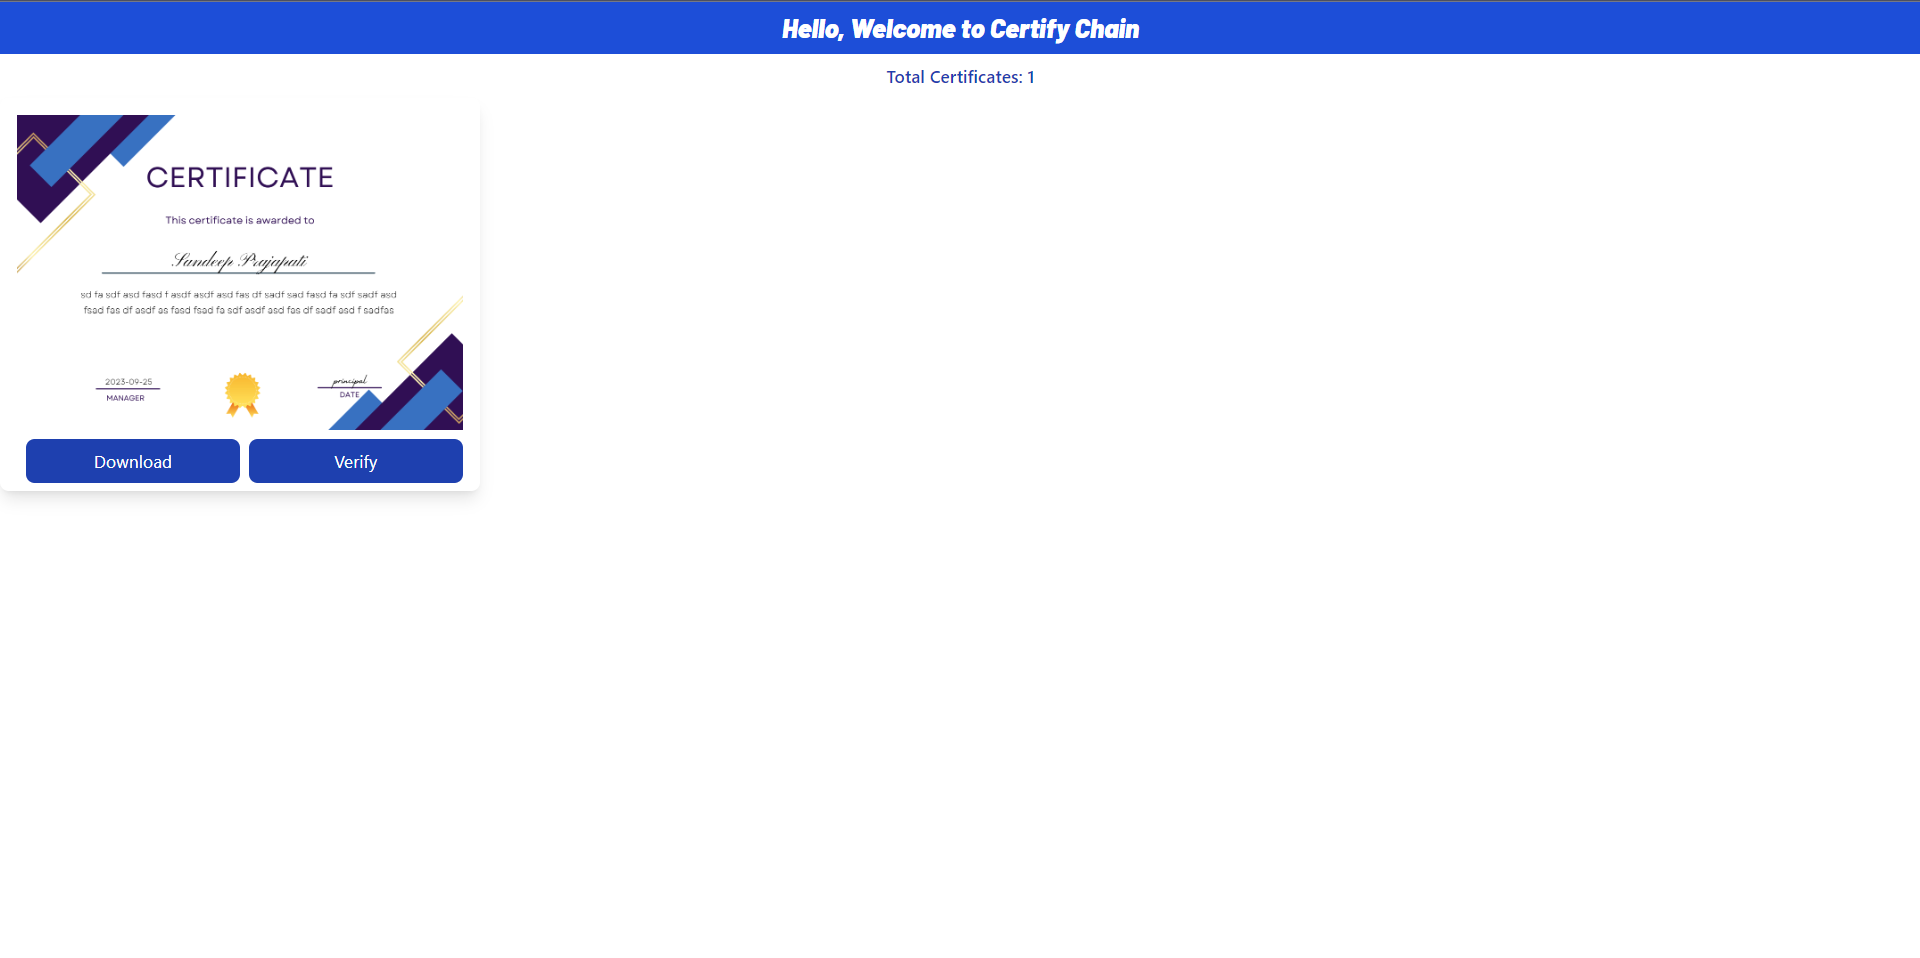 Hello, Welcome to Certify Chain
Total Certificates: 1
CERTIFICATE
This certificate is awarded to
Sandeep Prajapati
sd fa sdf asd fasd f asdf asdf asd fas df sadf sad fasd fa sdf sadf asd
fsad fas df asdf as fasd fsad fa sdf asdf asd fas df sadf asd f sadfas
2023-09-25
MANAGER
principal
DATE
Download
Verify